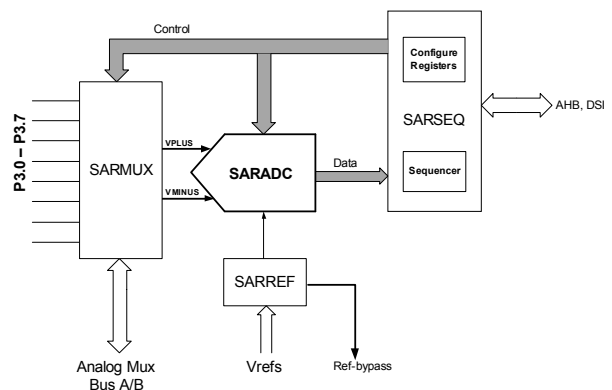 Control
Configure
Registers
AHB, DSI
SARSEQ
P3.0 – P3.7
VPLUS
SARMUX
SARADC
Data
Sequencer
VMINUS
SARREF
Analog Mux
Bus A/B
Vrefs
Ref-bypass